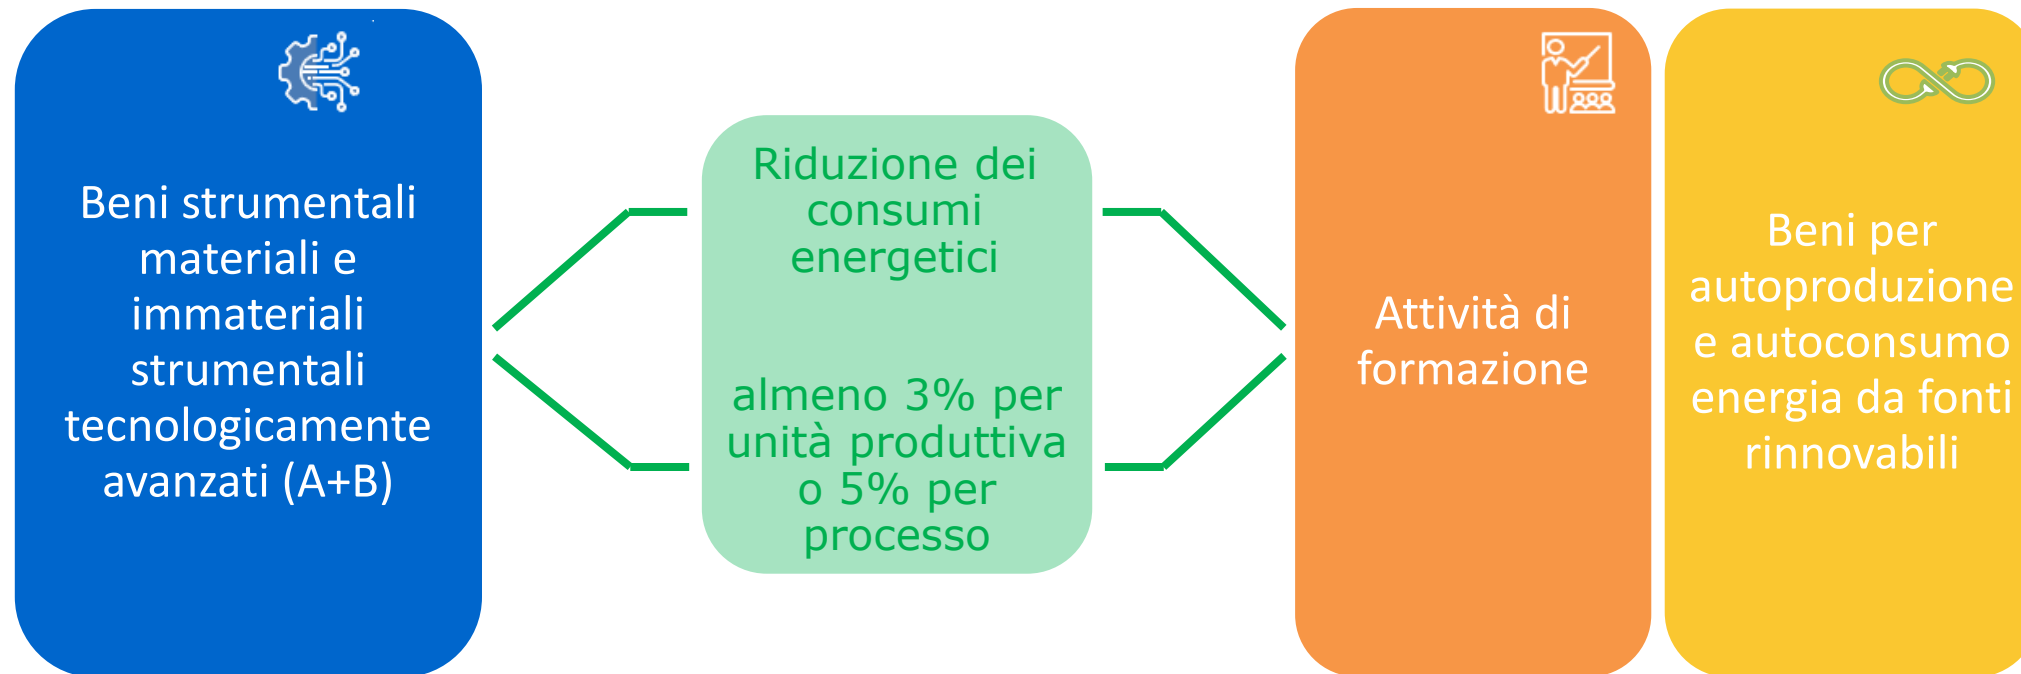 Beni strumentali
materiali e
immateriali
strumentali
tecnologicamente
avanzati (A+B)
Riduzione dei
consumi
energetici
almeno 3% per
unità produttiva
o 5% per
processo
Attività di
formazione
Beni per
autoproduzione
e autoconsumo
energia da fonti
rinnovabili